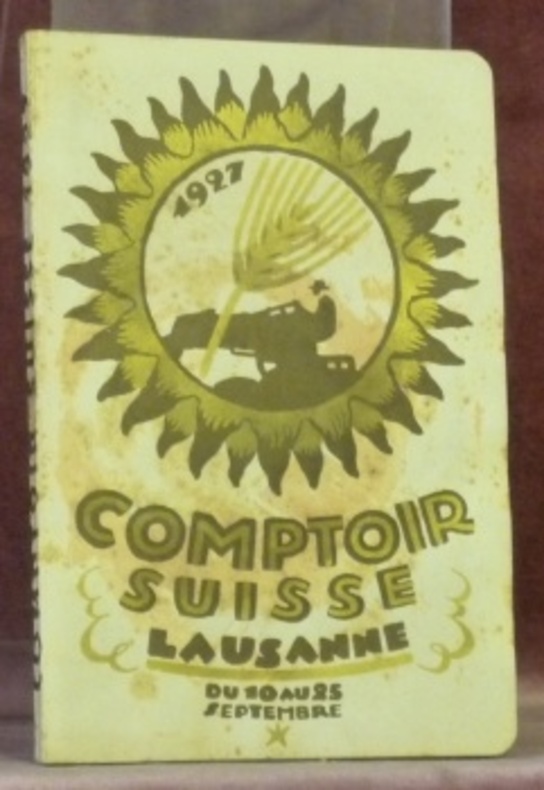 1927
COMPTOIR
SUISSE
LAUSANNE
DU 10 AU 25
SEPTEMBRE